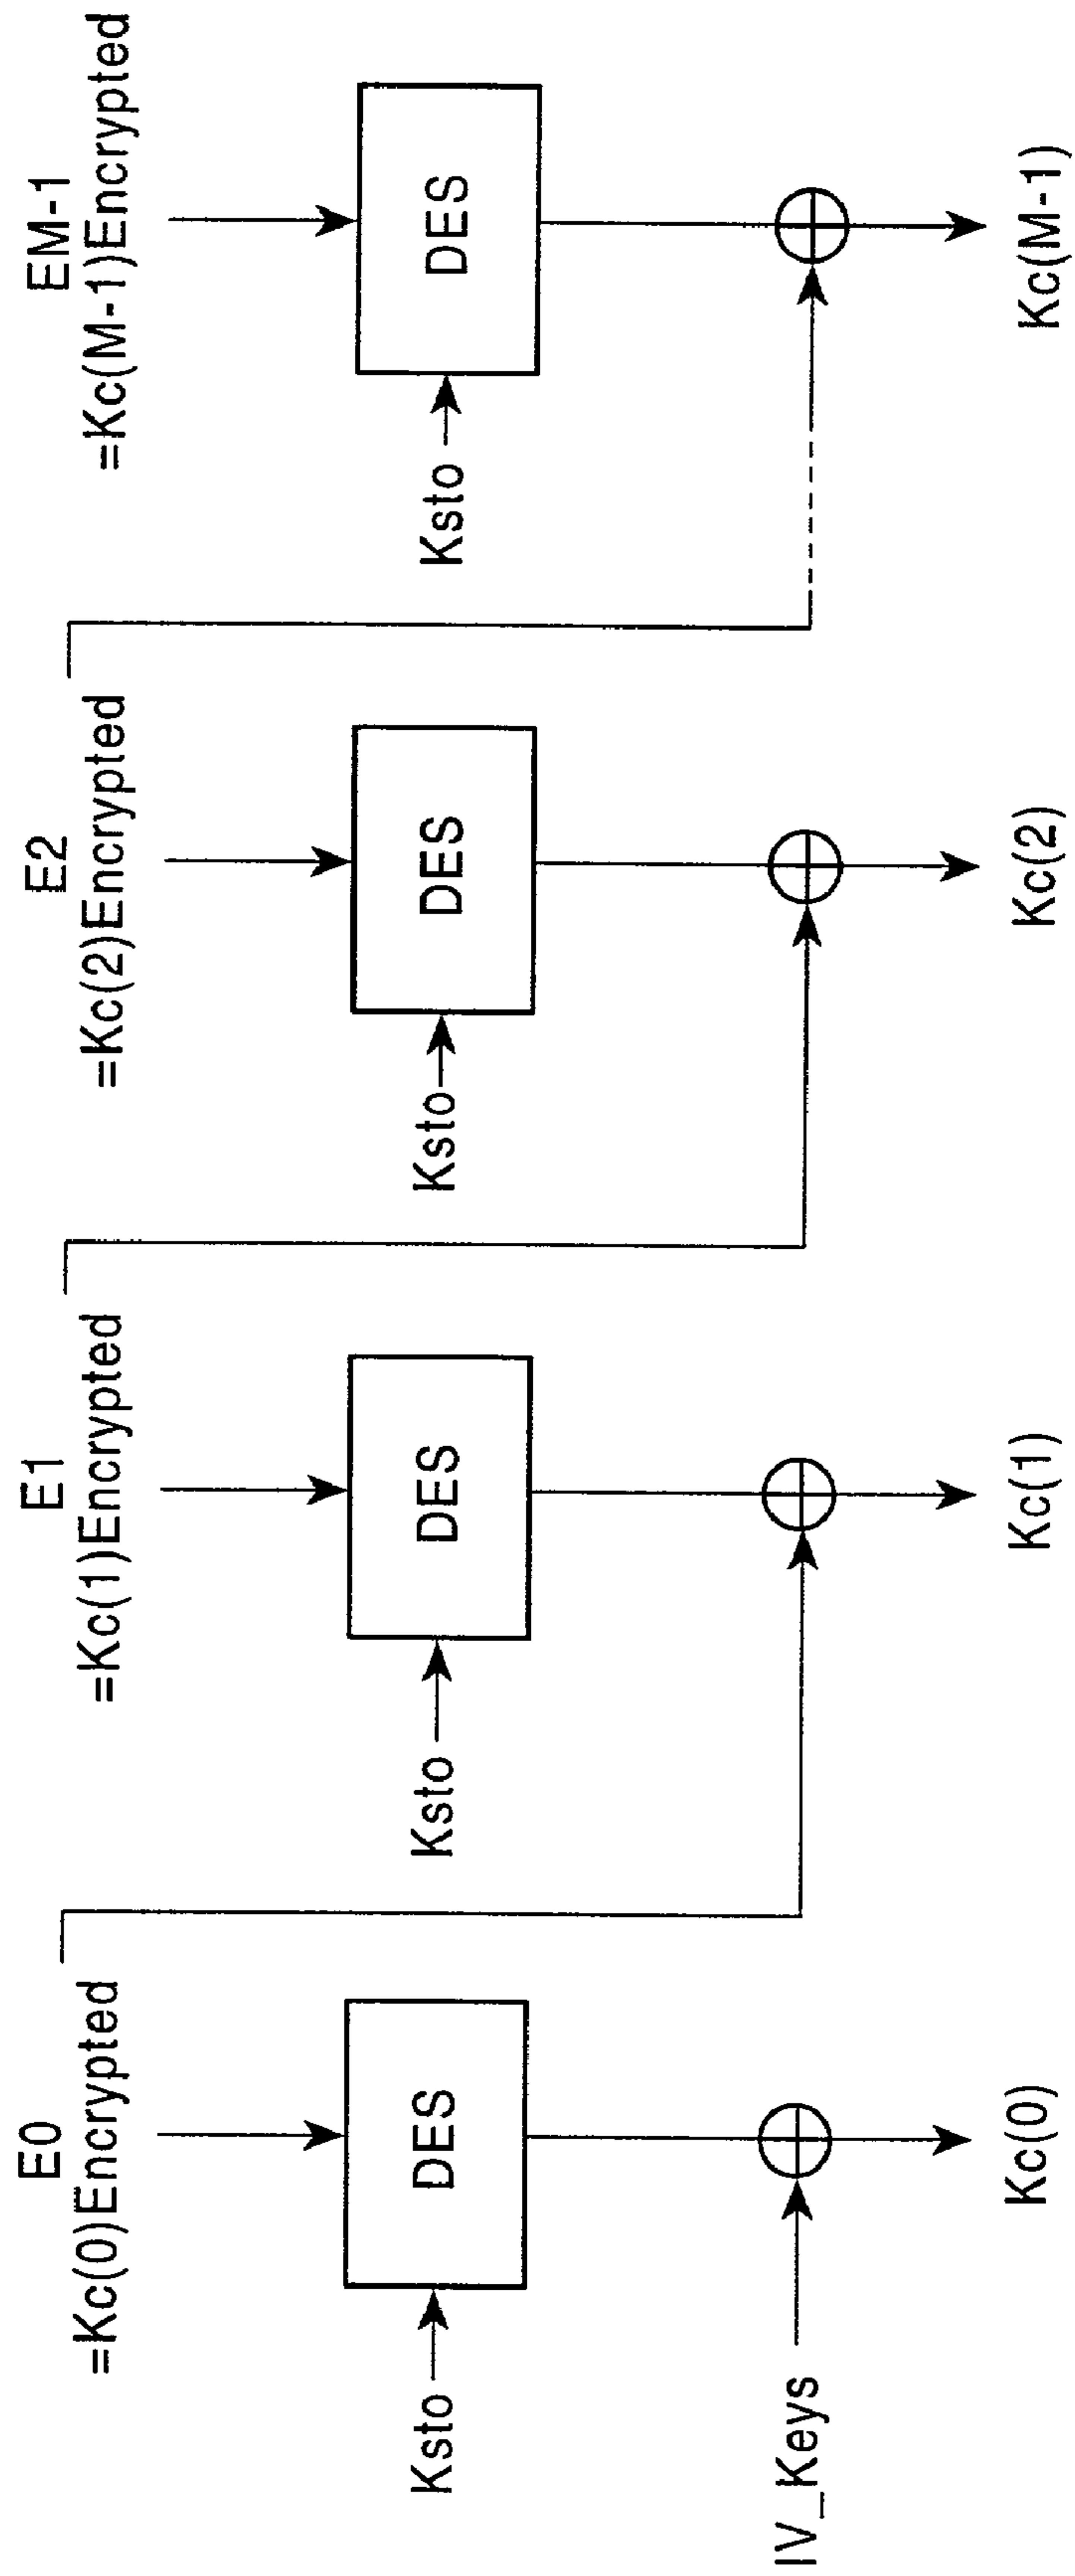 E0
=Kc(0)Encrypted
E1
=Kc(1)Encrypted
E2
=Kc(2)Encrypted
EM-1
=Kc(M-1)Encrypted
Ksto
DES
Ksto
DES
Ksto
DES
Ksto
DES
IV_Keys
Kc(0)
Kc(1)
Kc(2)
Kc(M-1)